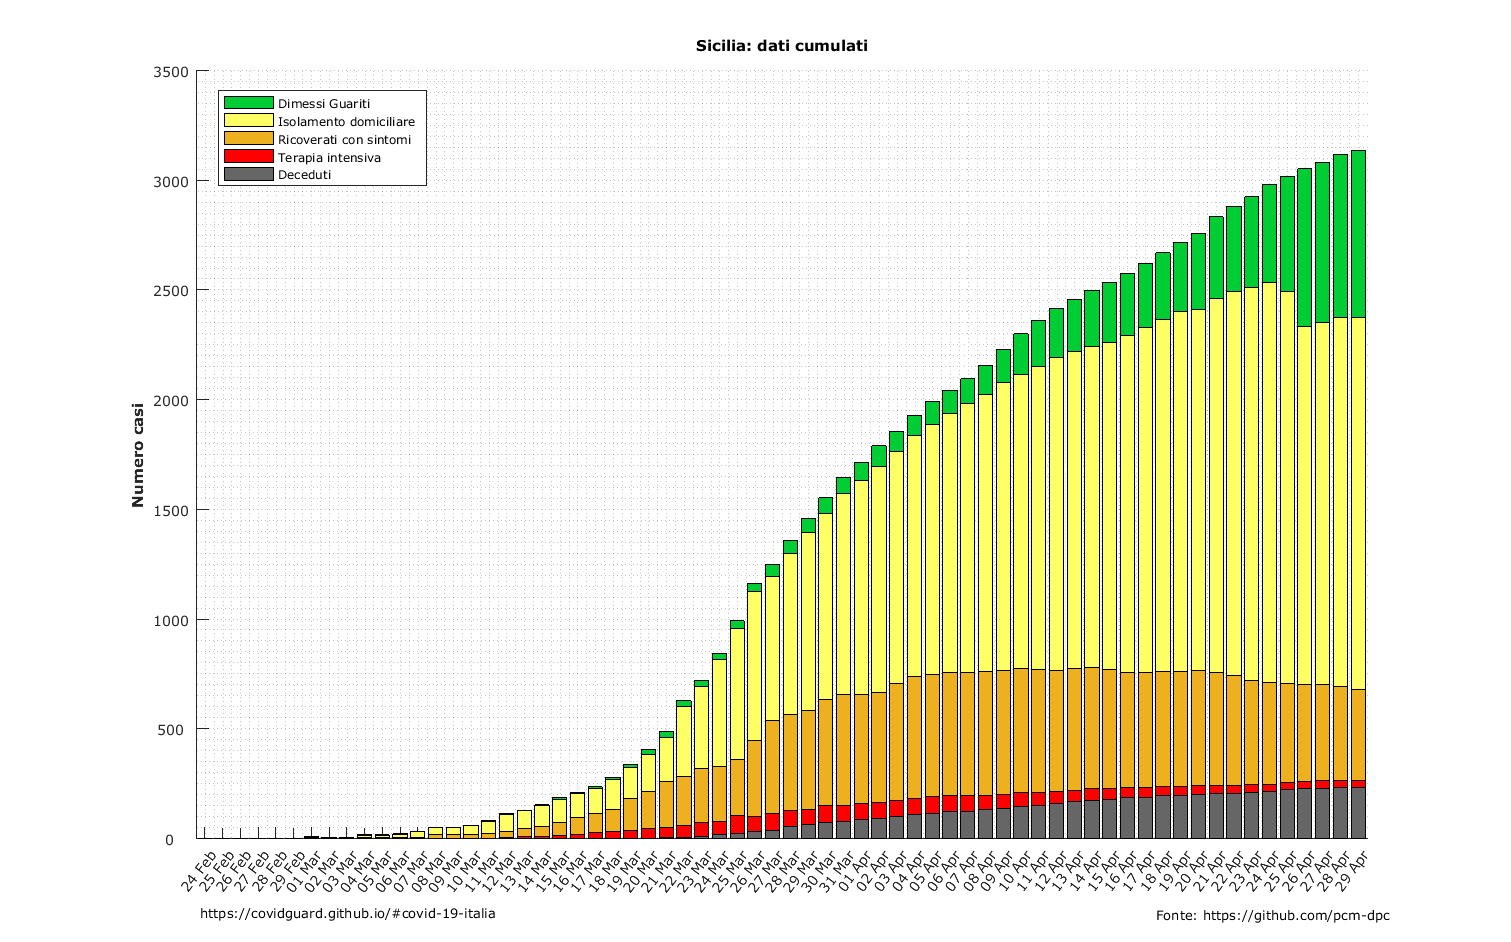 Sicilia: dati cumulati
3500
3000
2500
2000
1500
1000
500
0
Numero casi
Dimessi Guariti
Isolamento domiciliare
Ricoverati con sintomi
Terapia intensiva
Deceduti
24 Feb
25 Feb
26 Feb
27 Feb
28 Feb
29 Feb
01 Mar
02 Mar
03 Mar
04 Mar
05 Mar
06 Mar
07 Mar
08 Mar
09 Mar
10 Mar
11 Mar
12 Mar
13 Mar
14 Mar
15 Mar
16 Mar
17 Mar
18 Mar
19 Mar
20 Mar
21 Mar
22 Mar
23 Mar
24 Mar
25 Mar
26 Mar
27 Mar
28 Mar
29 Mar
30 Mar
31 Mar
01 Apr
02 Apr
03 Apr
04 Apr
05 Apr
06 Apr
07 Apr
08 Apr
09 Apr
10 Apr
11 Apr
12 Apr
13 Apr
14 Apr
15 Apr
16 Apr
17 Apr
18 Apr
19 Apr
20 Apr
21 Apr
22 Apr
23 Apr
24 Apr
25 Apr
26 Apr
27 Apr
28 Apr
29 Apr
https://covidguard.github.io/#covid-19-italia
Fonte: https://github.com/pcm-dpc